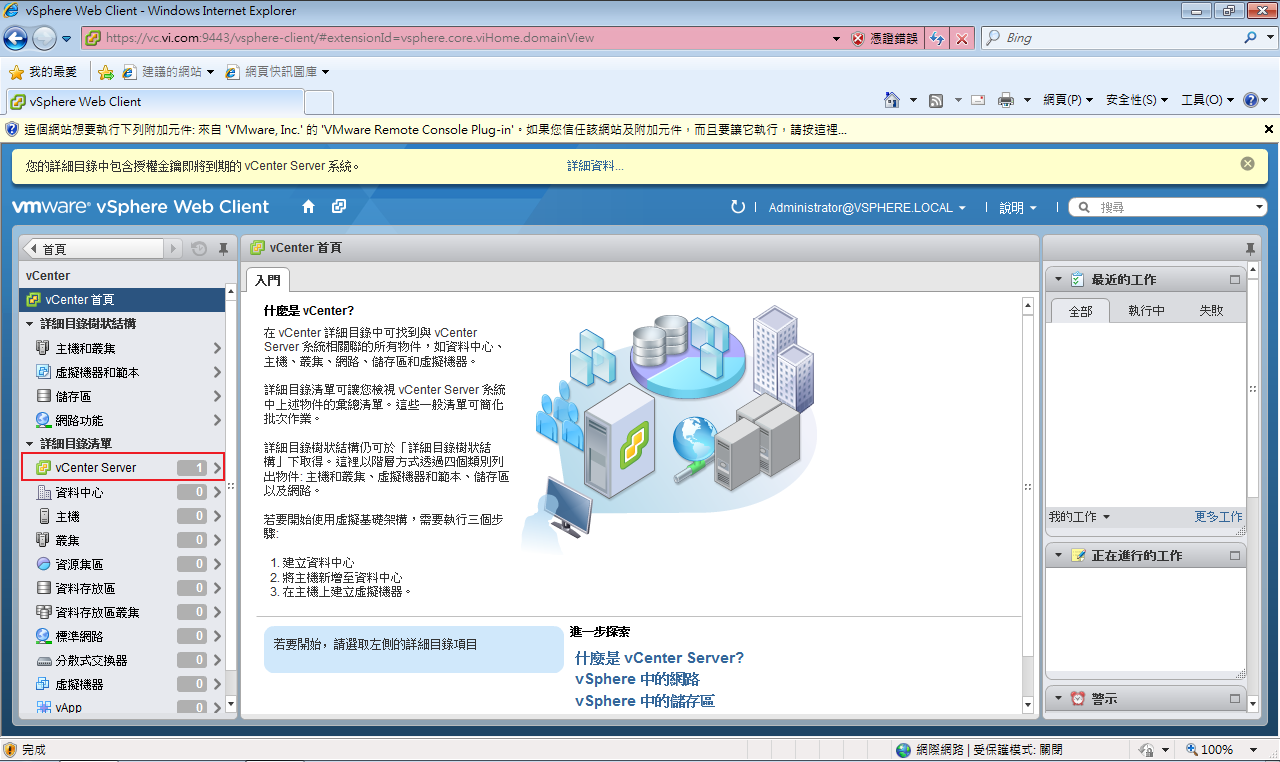 vSphere Web Client - Windows Internet Explorer
https://vc.vi.com:9443/vsphere-client/#extensionId=vsphere.core.viHome.domainView
憑證錯誤
Bing
我的最愛
建議的網站
網頁快訊圖庫
vSphere Web Client
網頁(P)
安全性(S)
工具(O)
這個網站想要執行下列附加元件: 來自 'VMware, Inc.' 的 'VMware Remote Console Plug-in'。如果您信任該網站及附加元件，而且要讓它執行，請按這裡...
您的詳細目錄中包含授權金鑰即將到期的 vCenter Server 系統。
詳細資料...
vmware® vSphere Web Client
Administrator@VSPHERE.LOCAL
說明
搜尋
首頁
vCenter
vCenter 首頁
詳細目錄樹狀結構
主機和叢集
虛擬機器和範本
儲存區
網路功能
詳細目錄清單
vCenter Server 1
資料中心 0
主機 0
叢集 0
資源集區 0
資料存放區 0
資料存放區叢集 0
標準網路 0
分散式交換器 0
虛擬機器 0
vApp 0
vCenter 首頁
入門
什麼是 vCenter?
在 vCenter 詳細目錄中可找到與 vCenter
Server 系統相關聯的所有物件，如資料中心、
主機、叢集、網路、儲存區和虛擬機器。
詳細目錄清單可讓您檢視 vCenter Server 系統
中上述物件的彙總清單。這些一般清單可簡化
批次作業。
詳細目錄樹狀結構仍可於「詳細目錄樹狀結
構」下取得。這裡以階層方式透過四個類別列
出物件: 主機和叢集、虛擬機器和範本、儲存區
以及網路。
若要開始使用虛擬基礎架構，需要執行三個步
驟:
1. 建立資料中心
2. 將主機新增至資料中心
3. 在主機上建立虛擬機器。
若要開始，請選取左側的詳細目錄項目
進一步探索
什麼是 vCenter Server?
vSphere 中的網路
vSphere 中的儲存區
最近的工作
全部
執行中
失敗
我的工作
更多工作
正在進行的工作
警示
完成
網際網路 | 受保護模式: 關閉
100%